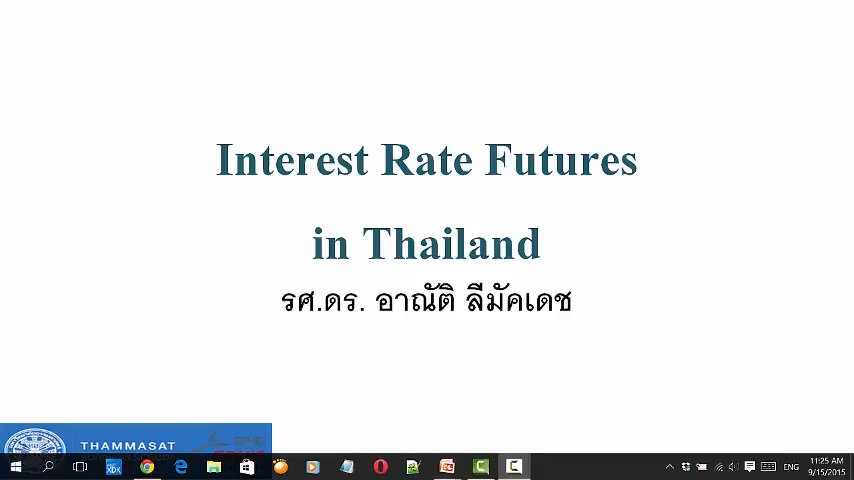 Interest Rate Futures
in Thailand
รศ.ดร. อาณัติ ลีมัคเดช
THAMMASAT
ENG
11:25 AM
9/15/2015